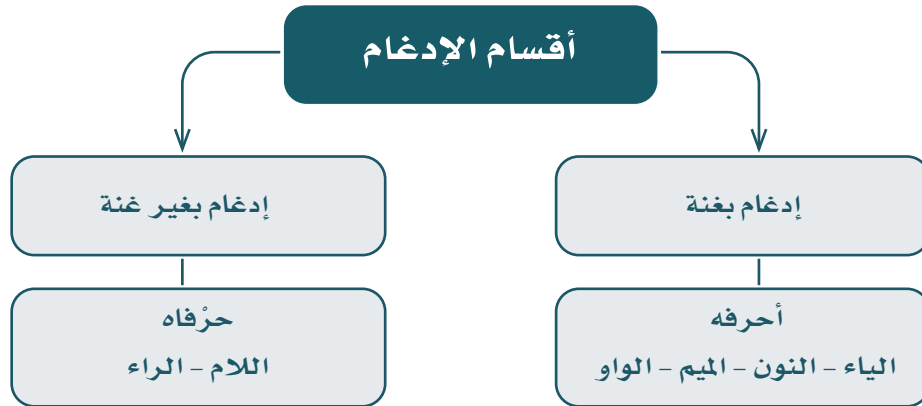 أقسام الإدغام
إدغام بغنة
أحرفه
الياء – النون – الميم – الواو
إدغام بغير غنة
حرْفاه
اللام – الراء